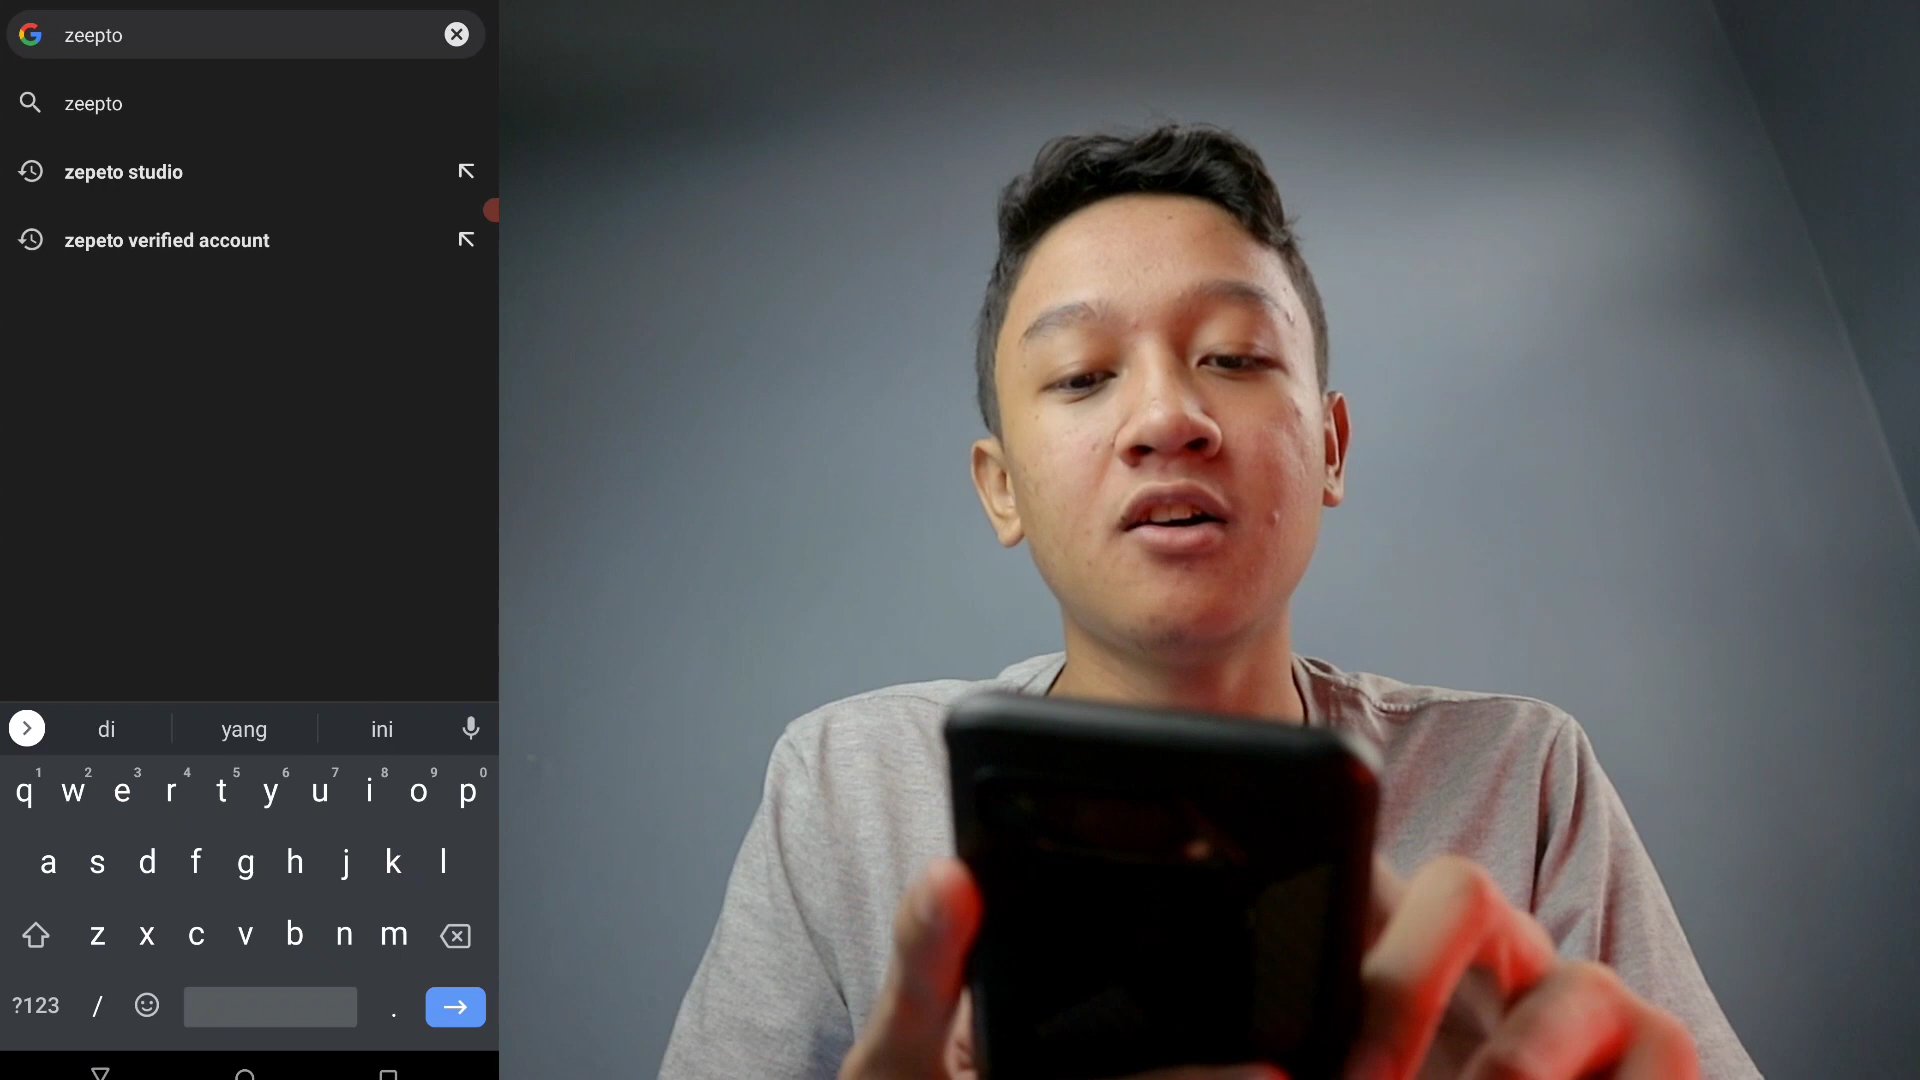 zeepto
zeepto
zepeto studio
zepeto verified account
di yang ini
1 2 3 4 5 6 7 8 9 0
q w e r t y u i o p
a s d f g h j k l
z x c v b n m
?123 / .